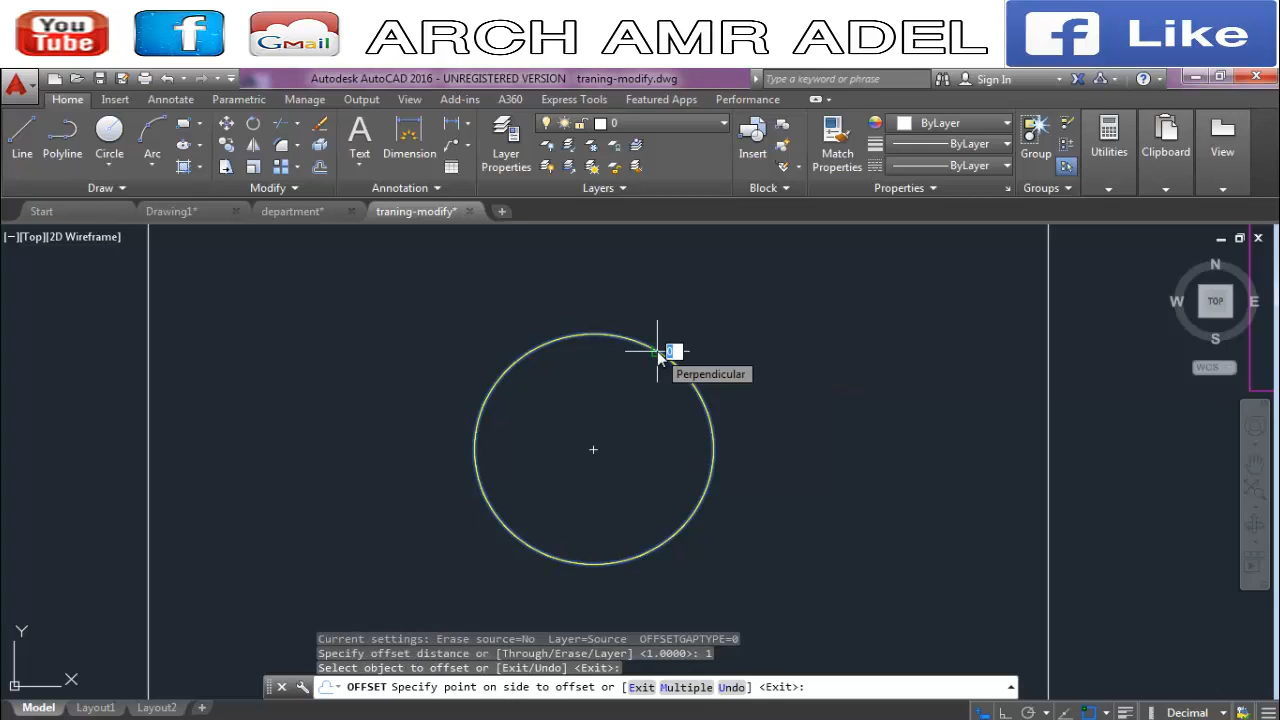 You Tube
Gmail
ARCH AMR ADEL
Like
Autodesk AutoCAD 2016 - UNREGISTERED VERSION traning-modify.dwg
Type a keyword or phrase
Sign In
Home Insert Annotate Parametric Manage Output View Add-ins A360 Express Tools Featured Apps Performance
Line Polyline Circle Arc
Text Dimension
Layer Properties
0
Insert
Match Properties
ByLayer
ByLayer
ByLayer
Group
Utilities
Clipboard
View
Draw Modify Annotation Layers Block Properties Groups
Start Drawing1* department* traning-modify*
[−][Top][2D Wireframe]
N
W TOP E
S
WCS
0
Perpendicular
Y
X
Current settings: Erase source=No Layer=Source OFFSETGAPTYPE=0
Specify offset distance or [Through/Erase/Layer] <1.0000>: 1
Select object to offset or [Exit/Undo] <Exit>:
OFFSET Specify point on side to offset or [Exit Multiple Undo] <Exit>:
Model Layout1 Layout2
Decimal